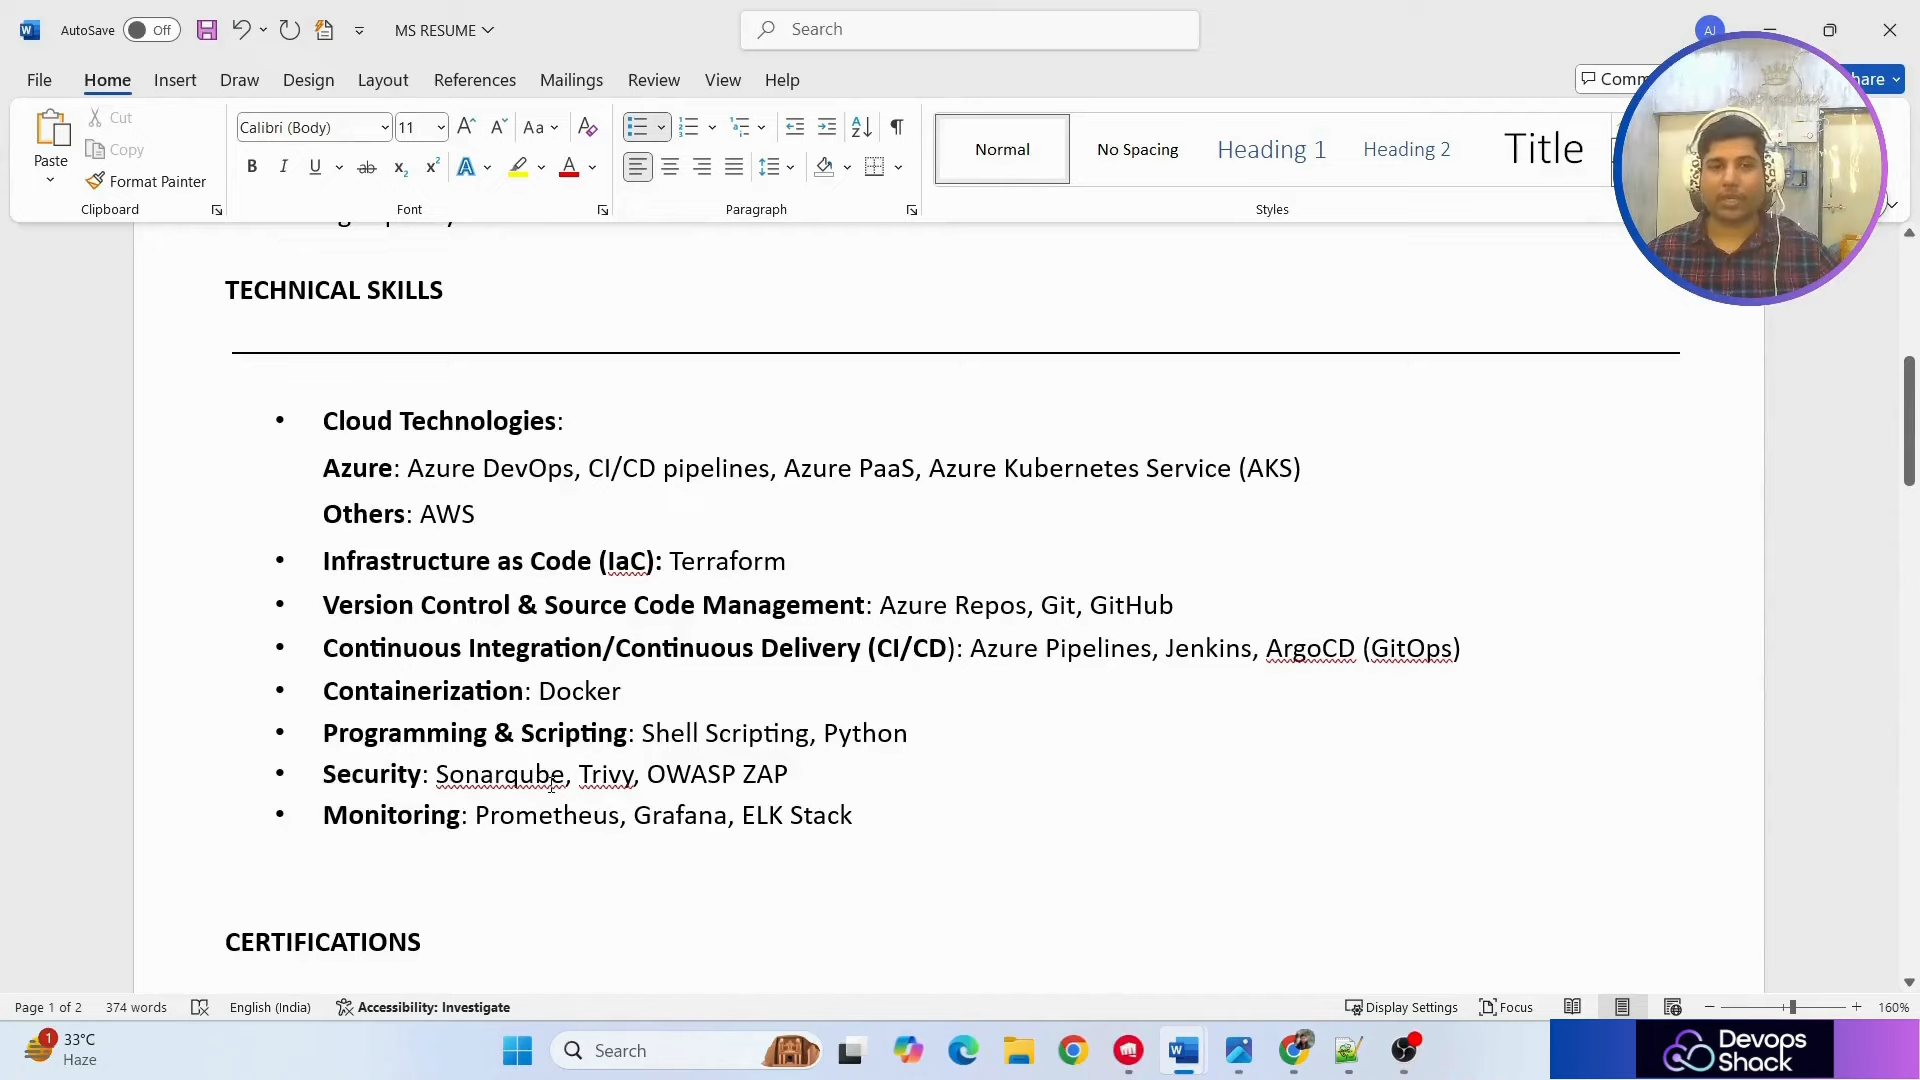 AutoSave Off MS RESUME Search AJ
File Home Insert Draw Design Layout References Mailings Review View Help
Paste Cut Copy Format Painter
Calibri (Body) 11
Normal No Spacing Heading 1 Heading 2 Title
Clipboard Font Paragraph Styles
TECHNICAL SKILLS
• Cloud Technologies:
Azure: Azure DevOps, CI/CD pipelines, Azure PaaS, Azure Kubernetes Service (AKS)
Others: AWS
• Infrastructure as Code (IaC): Terraform
• Version Control & Source Code Management: Azure Repos, Git, GitHub
• Continuous Integration/Continuous Delivery (CI/CD): Azure Pipelines, Jenkins, ArgoCD (GitOps)
• Containerization: Docker
• Programming & Scripting: Shell Scripting, Python
• Security: Sonarqube, Trivy, OWASP ZAP
• Monitoring: Prometheus, Grafana, ELK Stack
CERTIFICATIONS
Page 1 of 2 374 words English (India) Accessibility: Investigate Display Settings Focus 160%
1 33°C
Haze
Search
Devops
Shack